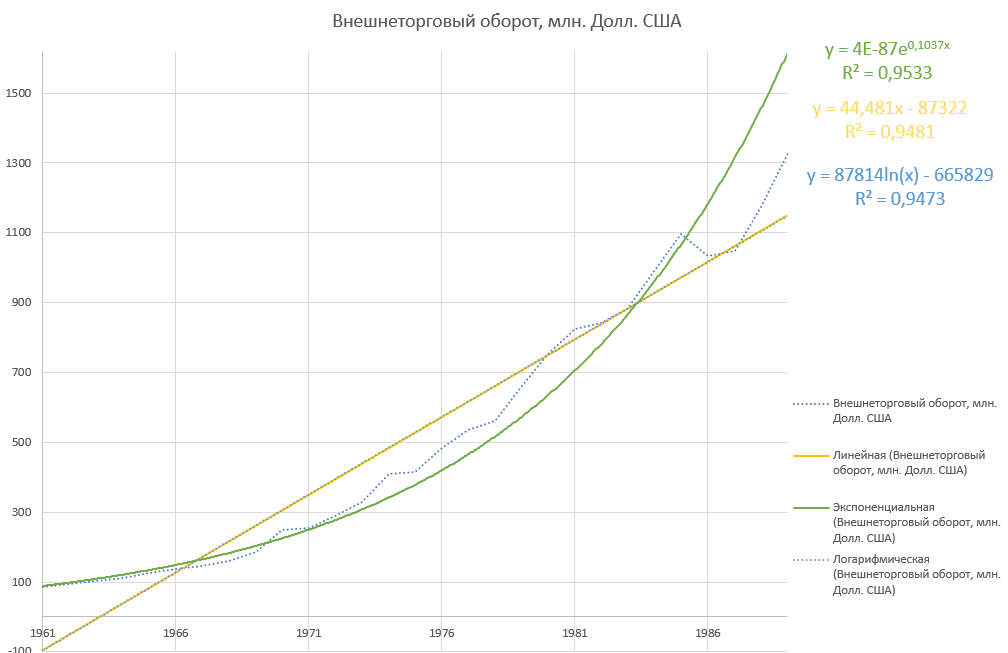 Внешнеторговый оборот, млн. Долл. США
y = 4E-87e^0,1037x
R² = 0,9533
y = 44,481x - 87322
R² = 0,9481
y = 87814ln(x) - 665829
R² = 0,9473
1500
1300
1100
900
700
500
300
100
-100
1961
1966
1971
1976
1981
1986
Внешнеторговый оборот, млн.
Долл. США
Линейная (Внешнеторговый
оборот, млн. Долл. США)
Экспоненциальная
(Внешнеторговый оборот, млн.
Долл. США)
Логарифмическая
(Внешнеторговый оборот, млн.
Долл. США)